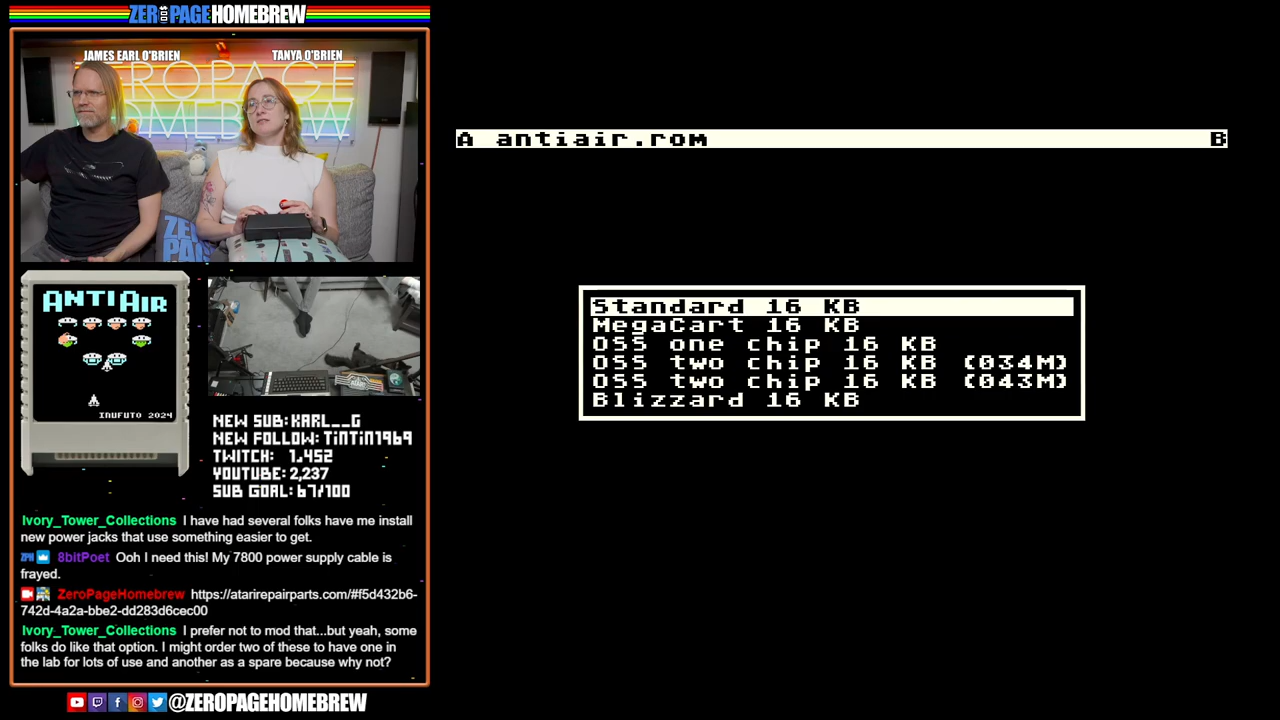 ZEROPAGE HOMEBREW
JAMES EARL O'BRIEN
TANYA O'BRIEN
ZEROPAGE
HOMEBREW
A antiair.rom B
Standard 16 KB
MegaCart 16 KB
OSS one chip 16 KB
OSS two chip 16 KB (034M)
OSS two chip 16 KB (043M)
Blizzard 16 KB
ANTIAIR
INUFUTO 2024
NEW SUB: KARL__G
NEW FOLLOW: TINTIN1969
TWITCH: 1,452
YOUTUBE: 2,237
SUB GOAL: 67/100
Ivory_Tower_Collections I have had several folks have me install
new power jacks that use something easier to get.
ZPH 8bitPoet Ooh I need this! My 7800 power supply cable is
frayed.
ZeroPageHomebrew https://atarirepairparts.com/#f5d432b6-
742d-4a2a-bbe2-dd283d6cec00
Ivory_Tower_Collections I prefer not to mod that...but yeah, some
folks do like that option. I might order two of these to have one in
the lab for lots of use and another as a spare because why not?
@ZEROPAGEHOMEBREW